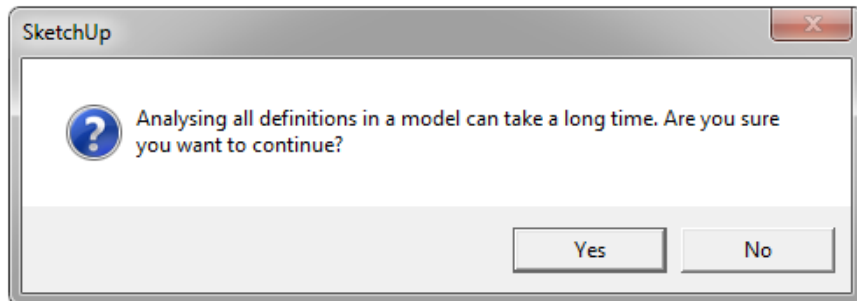 SketchUp
Analysing all definitions in a model can take a long time. Are you sure
you want to continue?
Yes
No